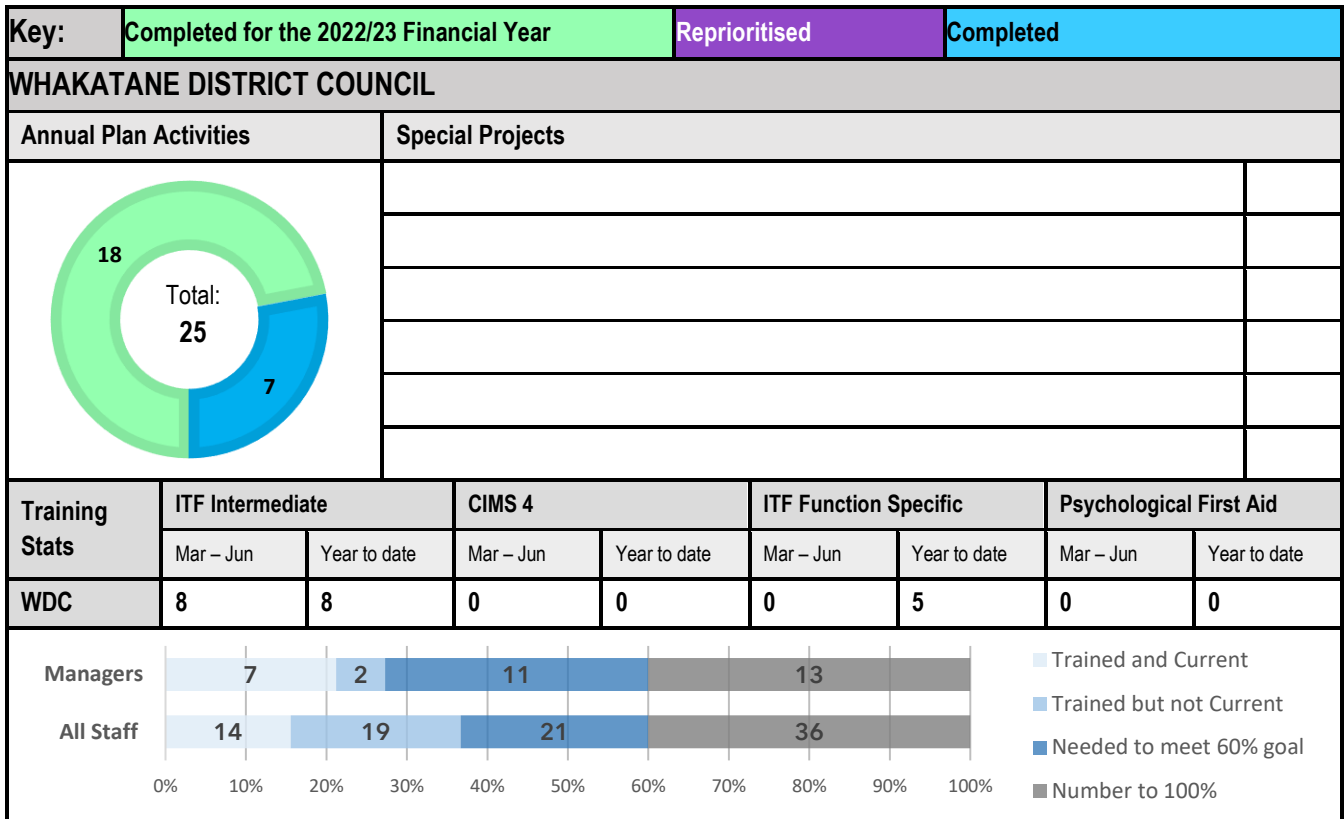 Key: Completed for the 2022/23 Financial Year Reprioritised Completed
WHAKATANE DISTRICT COUNCIL
Annual Plan Activities Special Projects
18
Total:
25
7
Training Stats ITF Intermediate CIMS 4 ITF Function Specific Psychological First Aid
Mar – Jun Year to date Mar – Jun Year to date Mar – Jun Year to date Mar – Jun Year to date
WDC 8 8 0 0 0 5 0 0
Managers 7 2 11 13
All Staff 14 19 21 36
0% 10% 20% 30% 40% 50% 60% 70% 80% 90% 100%
Trained and Current
Trained but not Current
Needed to meet 60% goal
Number to 100%